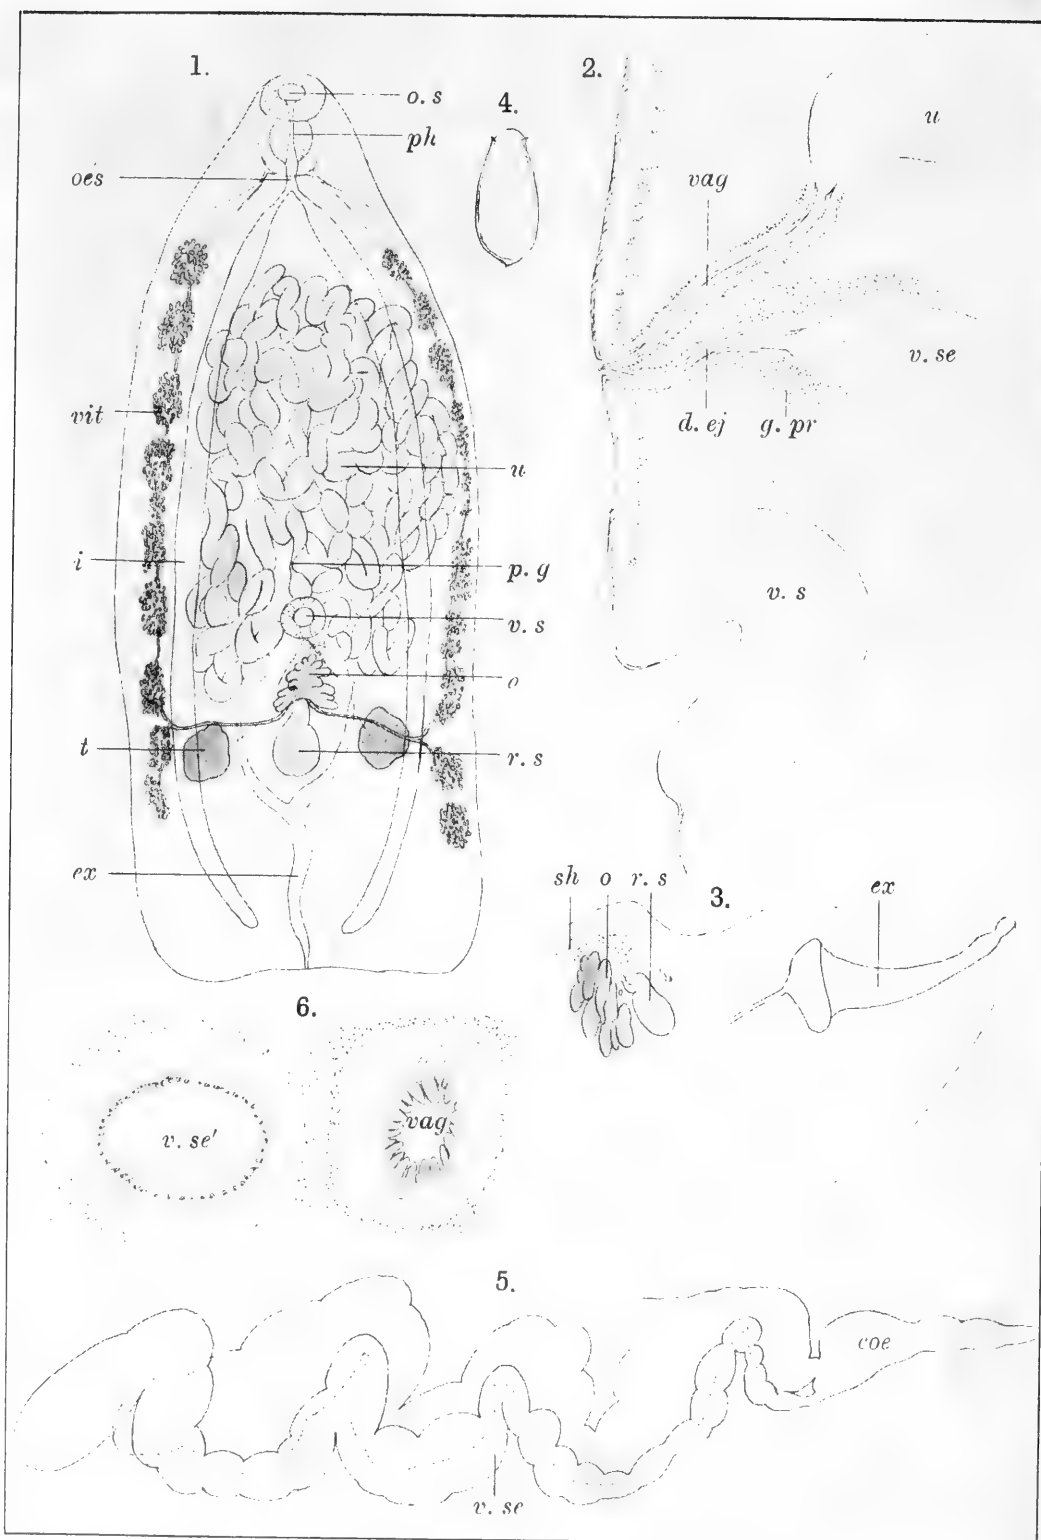 1.
o. s
ph
oes
vit
u
i
p. g
v. s
o
t
r. s
ex
4.
2.
u
vag
v. se
d. ej
g. pr
v. s
3.
sh
o
r. s
ex
6.
v. se'
vag
5.
coe
v. se